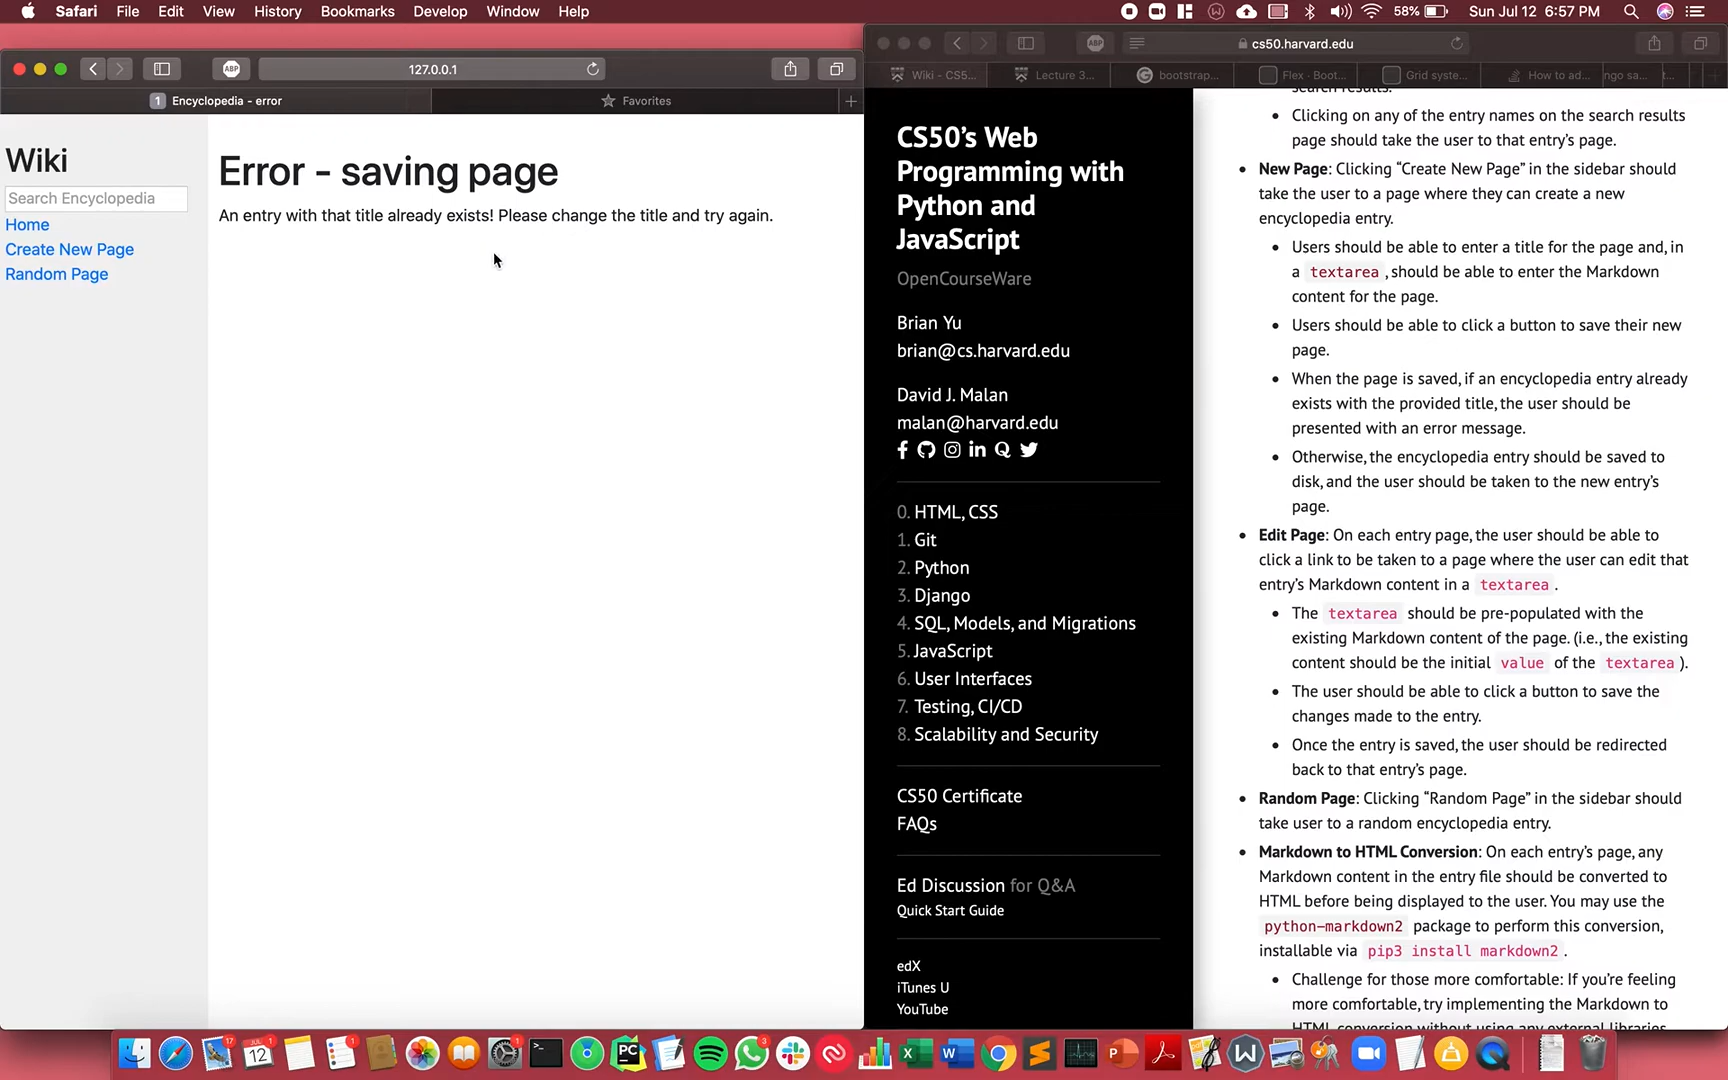 Safari File Edit View History Bookmarks Develop Window Help
58% Sun Jul 12 6:57 PM
ABP
127.0.0.1
1 Encyclopedia - error
Favorites
Wiki
Search Encyclopedia
Home
Create New Page
Random Page
Error - saving page
An entry with that title already exists! Please change the title and try again.
ABP
cs50.harvard.edu
Wiki - CS5...
Lecture 3...
bootstrap...
Flex - Boot...
Grid syste...
How to ad...
ngo sa...
CS50's Web
Programming with
Python and
JavaScript
OpenCourseWare
Brian Yu
brian@cs.harvard.edu
David J. Malan
malan@harvard.edu
0. HTML, CSS
1. Git
2. Python
3. Django
4. SQL, Models, and Migrations
5. JavaScript
6. User Interfaces
7. Testing, CI/CD
8. Scalability and Security
CS50 Certificate
FAQs
Ed Discussion for Q&A
Quick Start Guide
edX
iTunes U
YouTube
search results.
Clicking on any of the entry names on the search results
page should take the user to that entry's page.
New Page: Clicking “Create New Page” in the sidebar should
take the user to a page where they can create a new
encyclopedia entry.
Users should be able to enter a title for the page and, in
a textarea , should be able to enter the Markdown
content for the page.
Users should be able to click a button to save their new
page.
When the page is saved, if an encyclopedia entry already
exists with the provided title, the user should be
presented with an error message.
Otherwise, the encyclopedia entry should be saved to
disk, and the user should be taken to the new entry's
page.
Edit Page: On each entry page, the user should be able to
click a link to be taken to a page where the user can edit that
entry's Markdown content in a textarea .
The textarea should be pre-populated with the
existing Markdown content of the page. (i.e., the existing
content should be the initial value of the textarea ).
The user should be able to click a button to save the
changes made to the entry.
Once the entry is saved, the user should be redirected
back to that entry's page.
Random Page: Clicking “Random Page” in the sidebar should
take user to a random encyclopedia entry.
Markdown to HTML Conversion: On each entry's page, any
Markdown content in the entry file should be converted to
HTML before being displayed to the user. You may use the
python-markdown2 package to perform this conversion,
installable via pip3 install markdown2 .
Challenge for those more comfortable: If you're feeling
more comfortable, try implementing the Markdown to
HTML conversion without using any external libraries,